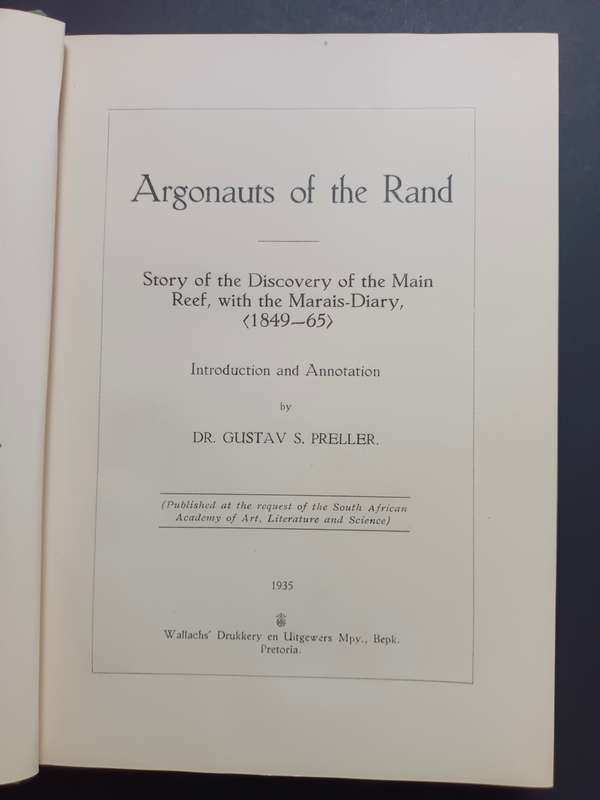 Argonauts of the Rand
Story of the Discovery of the Main
Reef, with the Marais-Diary,
⟨1849—65⟩
Introduction and Annotation
by
DR. GUSTAV S. PRELLER.
(Published at the request of the South African
Academy of Art, Literature and Science)
1935
Wallachs' Drukkery en Uitgewers Mpy., Bepk.
Pretoria.